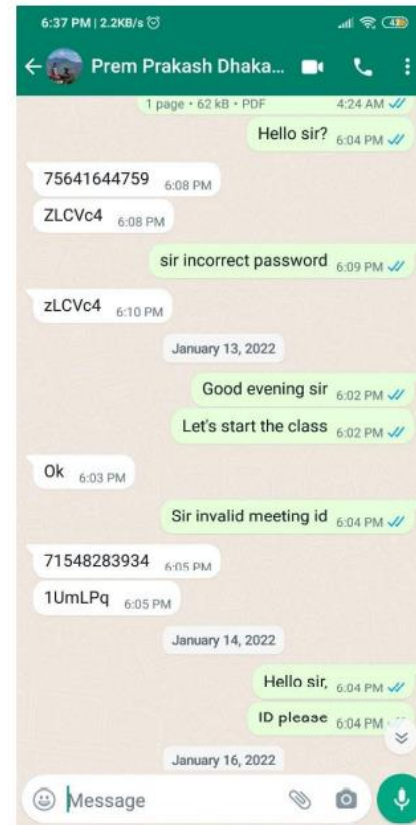 6:37 PM | 2.2KB/s
42
Prem Prakash Dhaka...
1 page • 62 kB • PDF 4:24 AM
Hello sir? 6:04 PM
75641644759 6:08 PM
ZLCVc4 6:08 PM
sir incorrect password 6:09 PM
zLCVc4 6:10 PM
January 13, 2022
Good evening sir 6:02 PM
Let's start the class 6:02 PM
Ok 6:03 PM
Sir invalid meeting id 6:04 PM
71548283934 6:05 PM
1UmLPq 6:05 PM
January 14, 2022
Hello sir, 6:04 PM
ID please 6:04 PM
January 16, 2022
Message